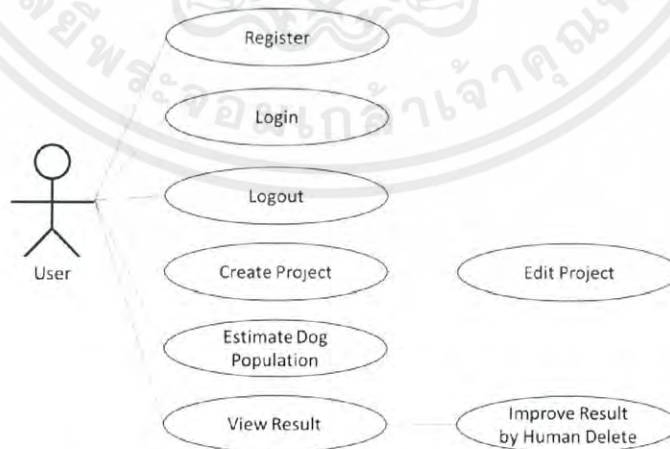 Register
Login
Logout
User
Create Project
Edit Project
Estimate Dog
Population
View Result
Improve Result
by Human Delete